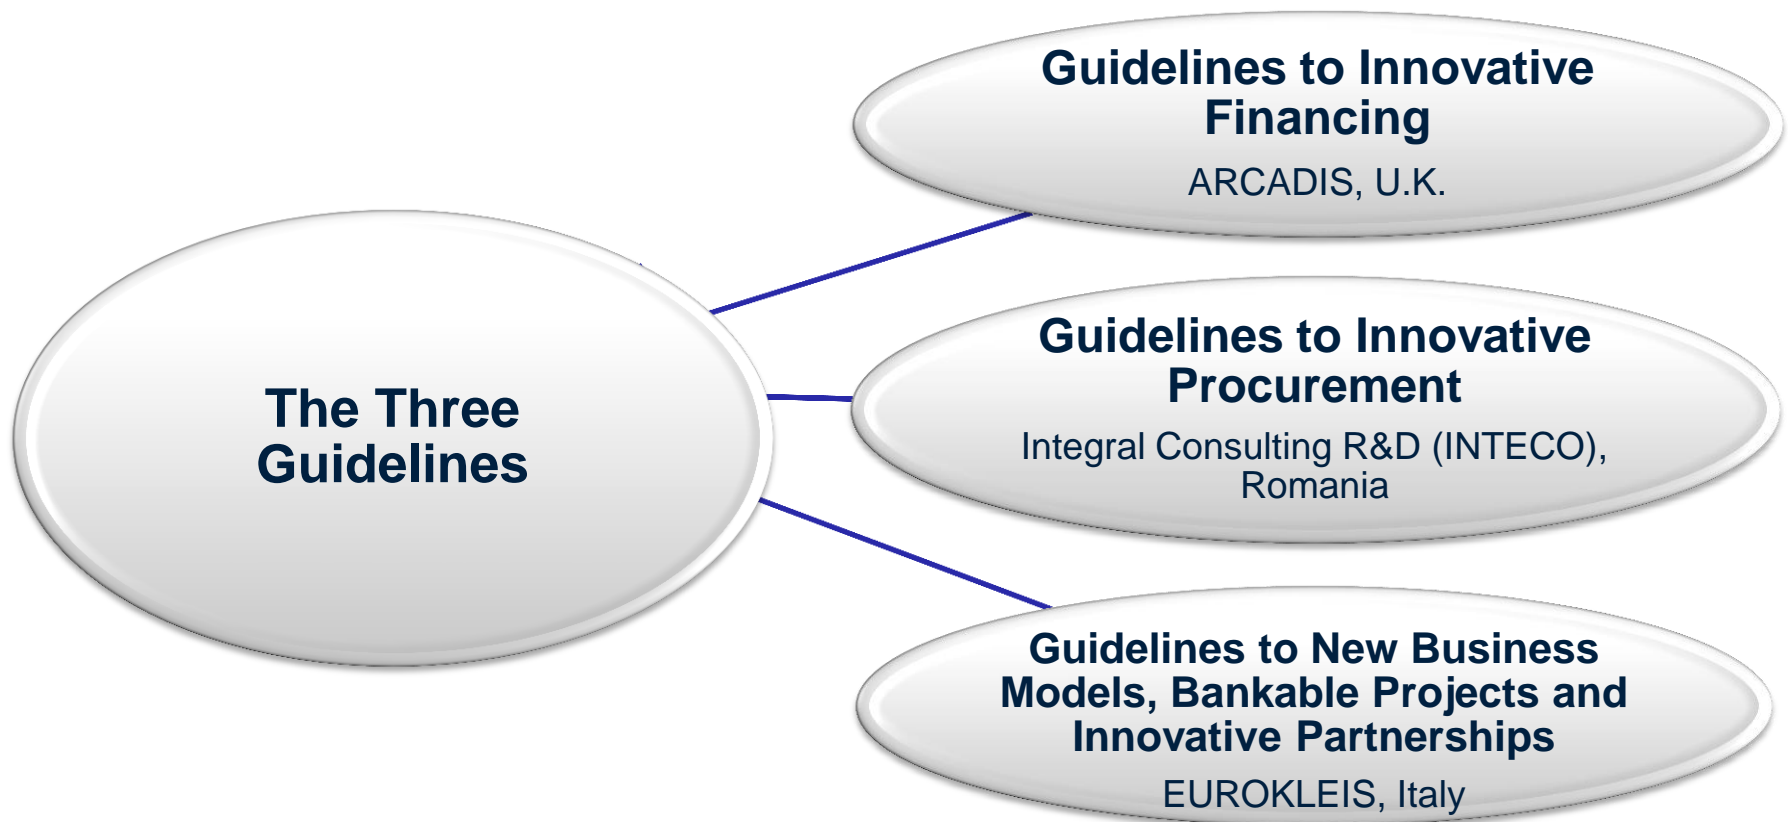 The Three
Guidelines
Guidelines to Innovative
Financing
ARCADIS, U.K.
Guidelines to Innovative
Procurement
Integral Consulting R&D (INTECO),
Romania
Guidelines to New Business
Models, Bankable Projects and
Innovative Partnerships
EUROKLEIS, Italy